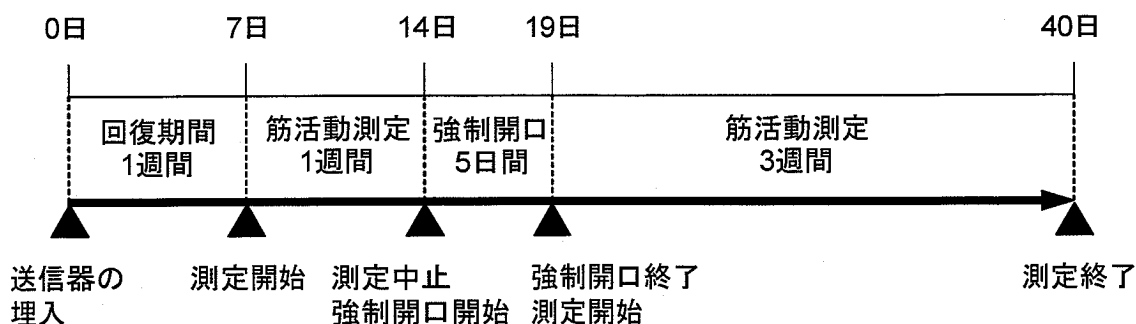 0日 7日 14日 19日 40日
回復期間 筋活動測定 強制開口 筋活動測定
1週間 1週間 5日間 3週間
送信器の 測定開始 測定中止 強制開口終了 測定終了
埋入 強制開口開始 測定開始